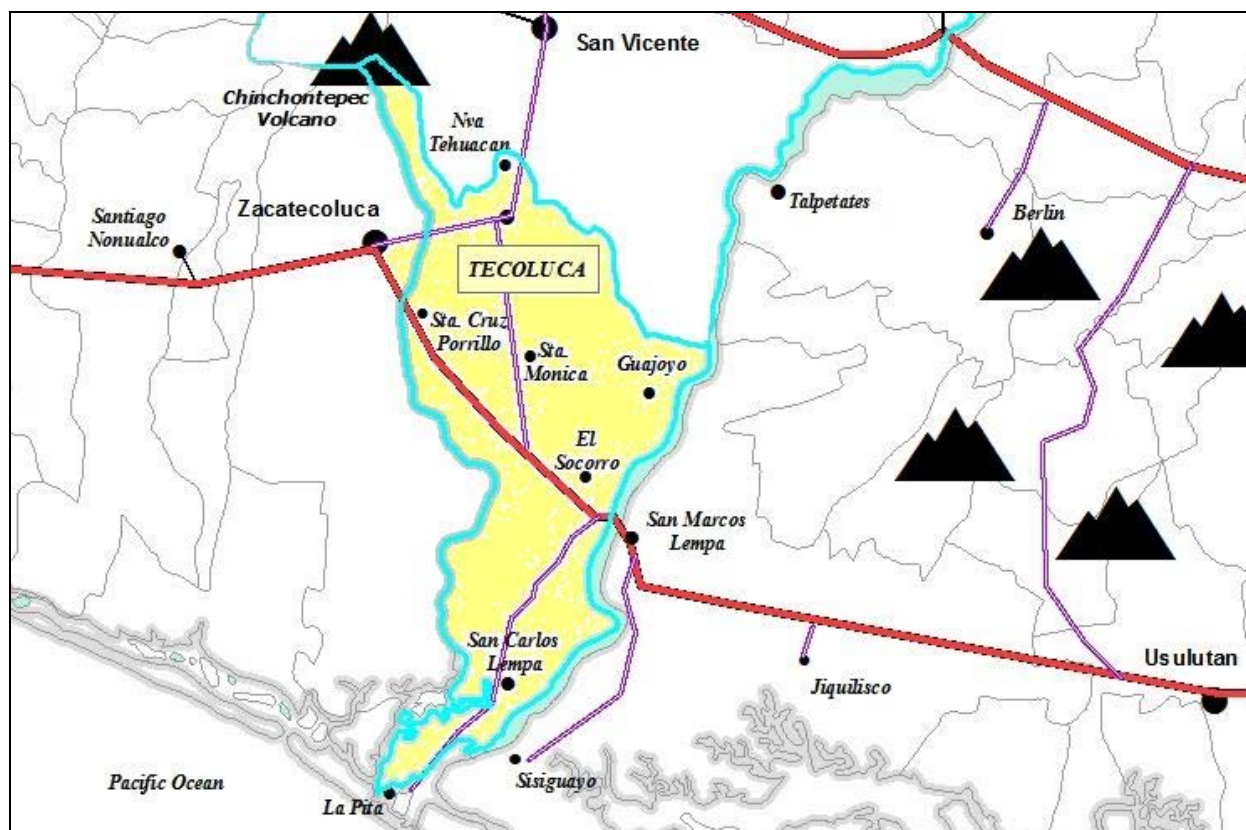 San Vicente
Chinchontepec
Volcano
Nva
Tehuacan
Talpetates
Santiago
Nonualco
Zacatecoluca
Berlin
TECOLUCA
Sta. Cruz
Porrillo
Sta.
Monica
Guajoyo
El
Socorro
San Marcos
Lempa
San Carlos
Lempa
Usulutan
Jiquilisco
Pacific Ocean
Sisiguayo
La Pita